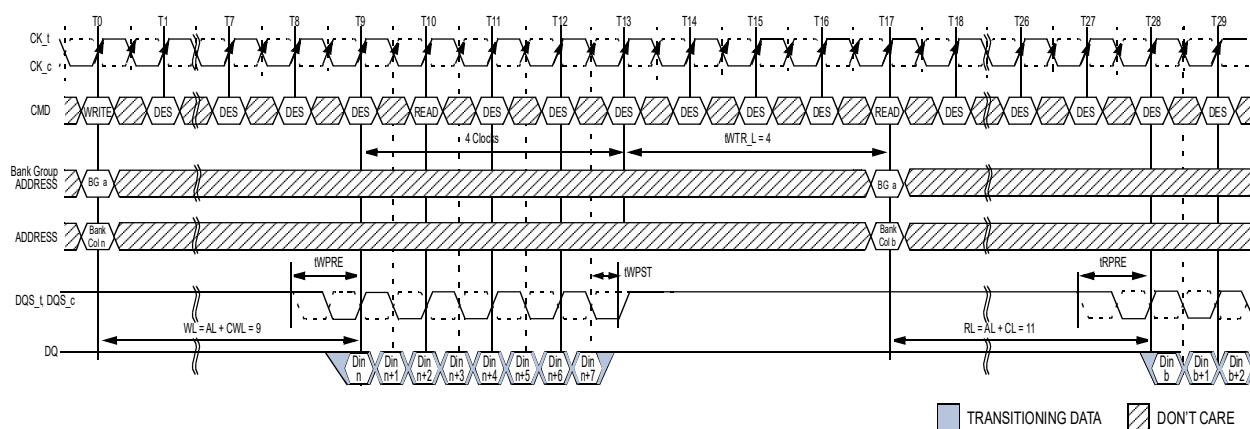 T0 T1 T7 T8 T9 T10 T11 T12 T13 T14 T15 T16 T17 T18 T26 T27 T28 T29
CK_t
CK_c
CMD WRITE DES DES DES DES READ DES DES DES DES DES DES READ DES DES DES DES DES
4 Clocks tWTR_L = 4
Bank Group
ADDRESS BG a BG a
ADDRESS Bank Col n Bank Col b
tWPRE tWPST tRPRE
DQS_t, DQS_c
WL = AL + CWL = 9 RL = AL + CL = 11
DQ Din n Din n+1 Din n+2 Din n+3 Din n+4 Din n+5 Din n+6 Din n+7 Din b Din b+1 Din b+2
TRANSITIONING DATA DON'T CARE